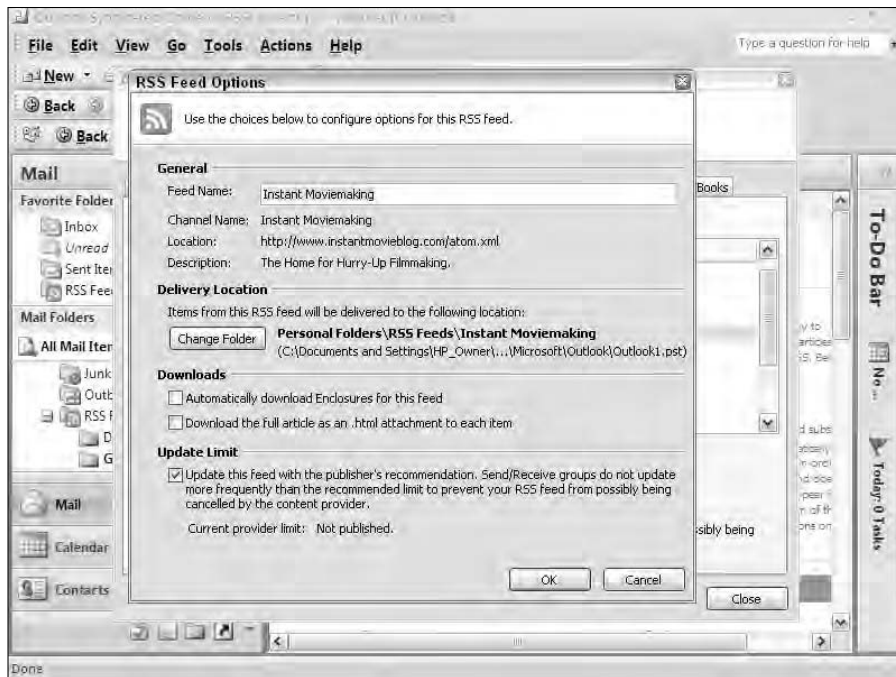 File Edit View Go Tools Actions Help
Type a question for help
New
Back
Back
RSS Feed Options
Use the choices below to configure options for this RSS feed.
General
Feed Name: Instant Moviemaking
Channel Name: Instant Moviemaking
Location: http://www.instantmovieblog.com/atom.xml
Description: The Home for Hurry-Up Filmmaking.
Delivery Location
Items from this RSS feed will be delivered to the following location:
Change Folder
Personal Folders\RSS Feeds\Instant Moviemaking
(C:\Documents and Settings\HP_Owner\...\Microsoft\Outlook\Outlook1.pst)
Downloads
Automatically download Enclosures for this feed
Download the full article as an .html attachment to each item
Update Limit
Update this feed with the publisher's recommendation. Send/Receive groups do not update
more frequently than the recommended limit to prevent your RSS feed from possibly being
cancelled by the content provider.
Current provider limit: Not published.
OK
Cancel
Mail
Favorite Folder
Inbox
Unread
Sent Iter
RSS Fee
Mail Folders
All Mail Iter
Junk
Outb
RSS F
D
G
Mail
Calendar
Contacts
Books
ssibly being
Close
To-Do Bar
No...
Today: 0 Tasks
Done